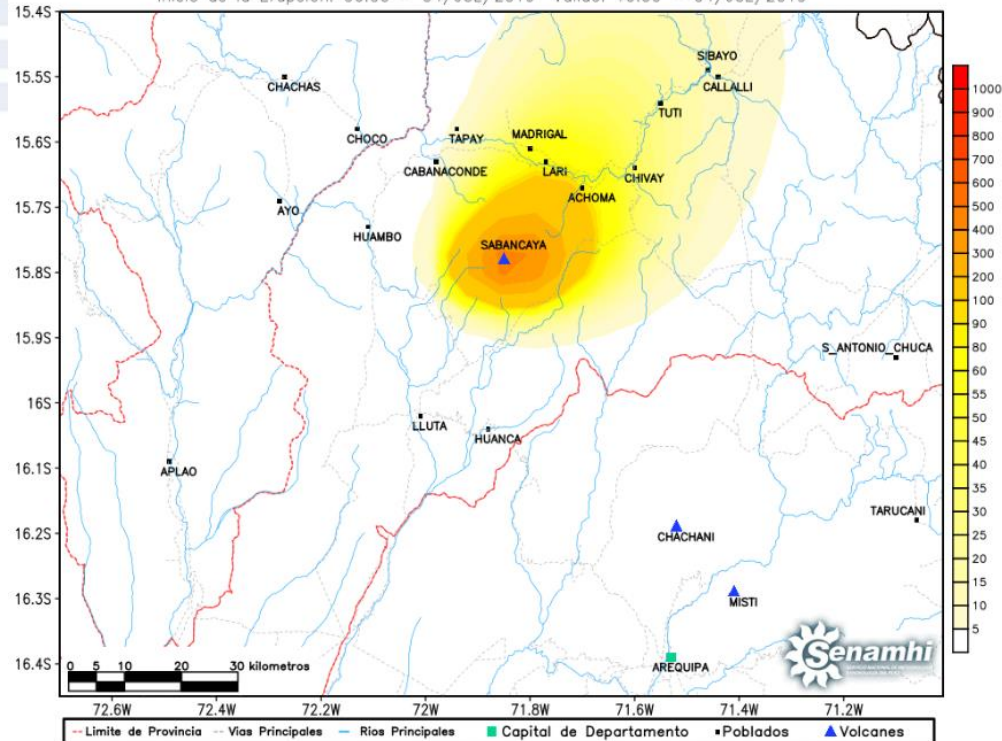 15.4S
15.5S
15.6S
15.7S
15.8S
15.9S
16S
16.1S
16.2S
16.3S
16.4S
72.6W
72.4W
72.2W
72W
71.8W
71.6W
71.4W
71.2W
CHACHAS
CHOCO
TAPAY
MADRIGAL
SIBAYO
CALLALLI
TUTI
CABANACONDE
LARI
CHIVAY
ACHOMA
AYO
HUAMBO
SABANCAYA
S_ANTONIO_CHUCA
LLUTA
HUANCA
APLAO
TARUCANI
CHACHANI
MISTI
AREQUIPA
0 5 10 20 30 kilometros
Senamhi
1000
900
800
700
600
500
400
300
200
100
80
60
55
50
45
40
35
30
25
20
15
10
5
Limite de Provincia Vias Principales Rios Principales Capital de Departamento Poblados Volcanes